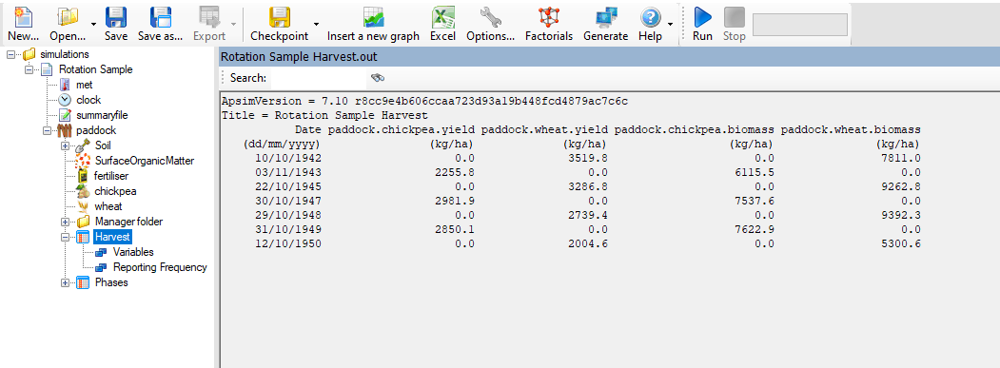 New... Open... Save Save as... Export Checkpoint Insert a new graph Excel Options... Factorials Generate Help Run Stop
simulations
Rotation Sample
met
clock
summaryfile
paddock
Soil
SurfaceOrganicMatter
fertiliser
chickpea
wheat
Manager folder
Harvest
Variables
Reporting Frequency
Phases
Rotation Sample Harvest.out
Search:
ApsimVersion = 7.10 r8cc9e4b606ccaa723d93a19b448fcd4879ac7c6c
Title = Rotation Sample Harvest
Date paddock.chickpea.yield paddock.wheat.yield paddock.chickpea.biomass paddock.wheat.biomass
(dd/mm/yyyy) (kg/ha) (kg/ha) (kg/ha) (kg/ha)
10/10/1942 0.0 3519.8 0.0 7811.0
03/11/1943 2255.8 0.0 6115.5 0.0
22/10/1945 0.0 3286.8 0.0 9262.8
30/10/1947 2981.9 0.0 7537.6 0.0
29/10/1948 0.0 2739.4 0.0 9392.3
31/10/1949 2850.1 0.0 7622.9 0.0
12/10/1950 0.0 2004.6 0.0 5300.6